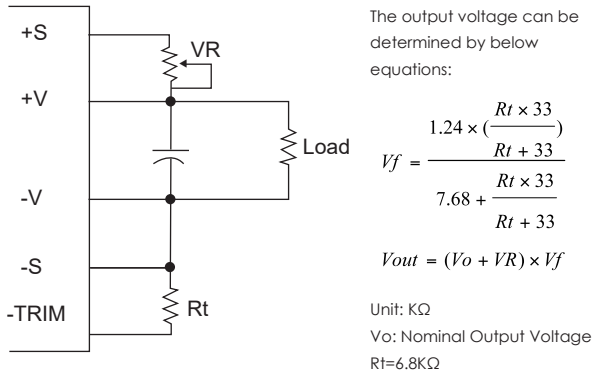 +S
VR
+V
Load
-V
-S
-TRIM
Rt
The output voltage can be
determined by below
equations:
Vf = 1.24 × (Rt × 33 / Rt + 33) / 7.68 + Rt × 33 / Rt + 33
Vout = (Vo + VR) × Vf
Unit: KΩ
Vo: Nominal Output Voltage
Rt=6.8KΩ